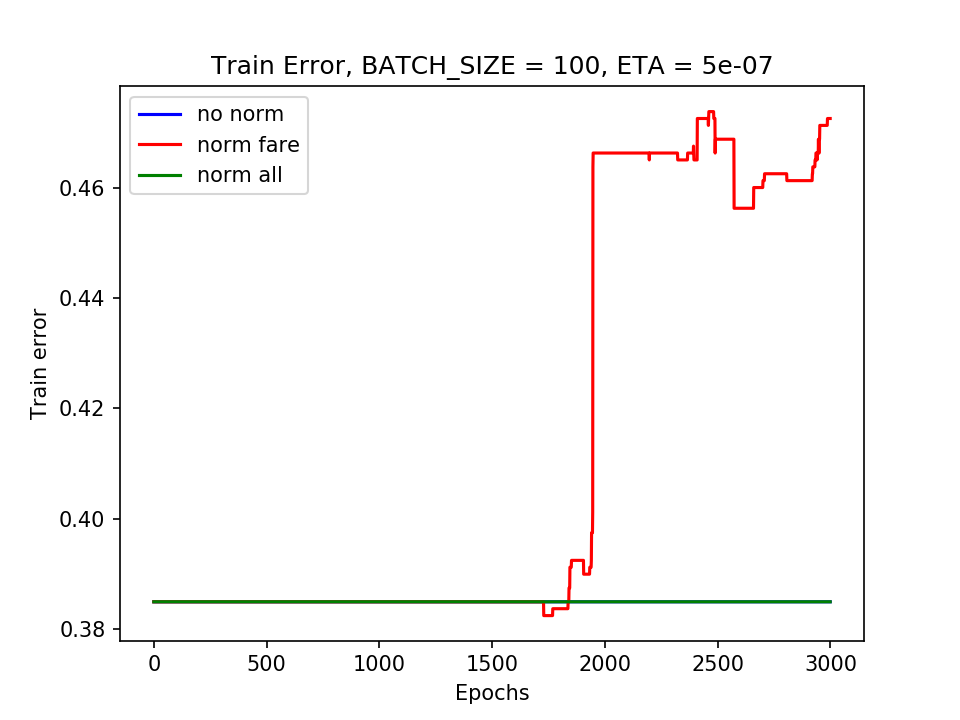 Train Error, BATCH_SIZE = 100, ETA = 5e-07
no norm
norm fare
norm all
Train error
0.46
0.44
0.42
0.40
0.38
0 500 1000 1500 2000 2500 3000
Epochs